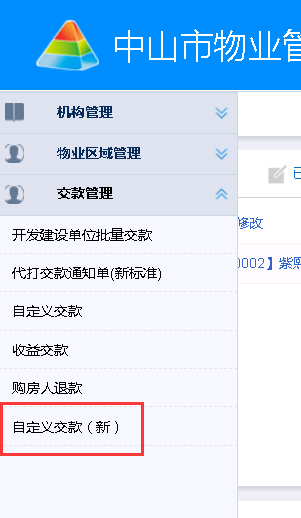 中山市物业管
机构管理
物业区域管理
交款管理
开发建设单位批量交款
代打交款通知单(新标准)
自定义交款
收益交款
购房人退款
自定义交款（新）
修改
0002】紫熙